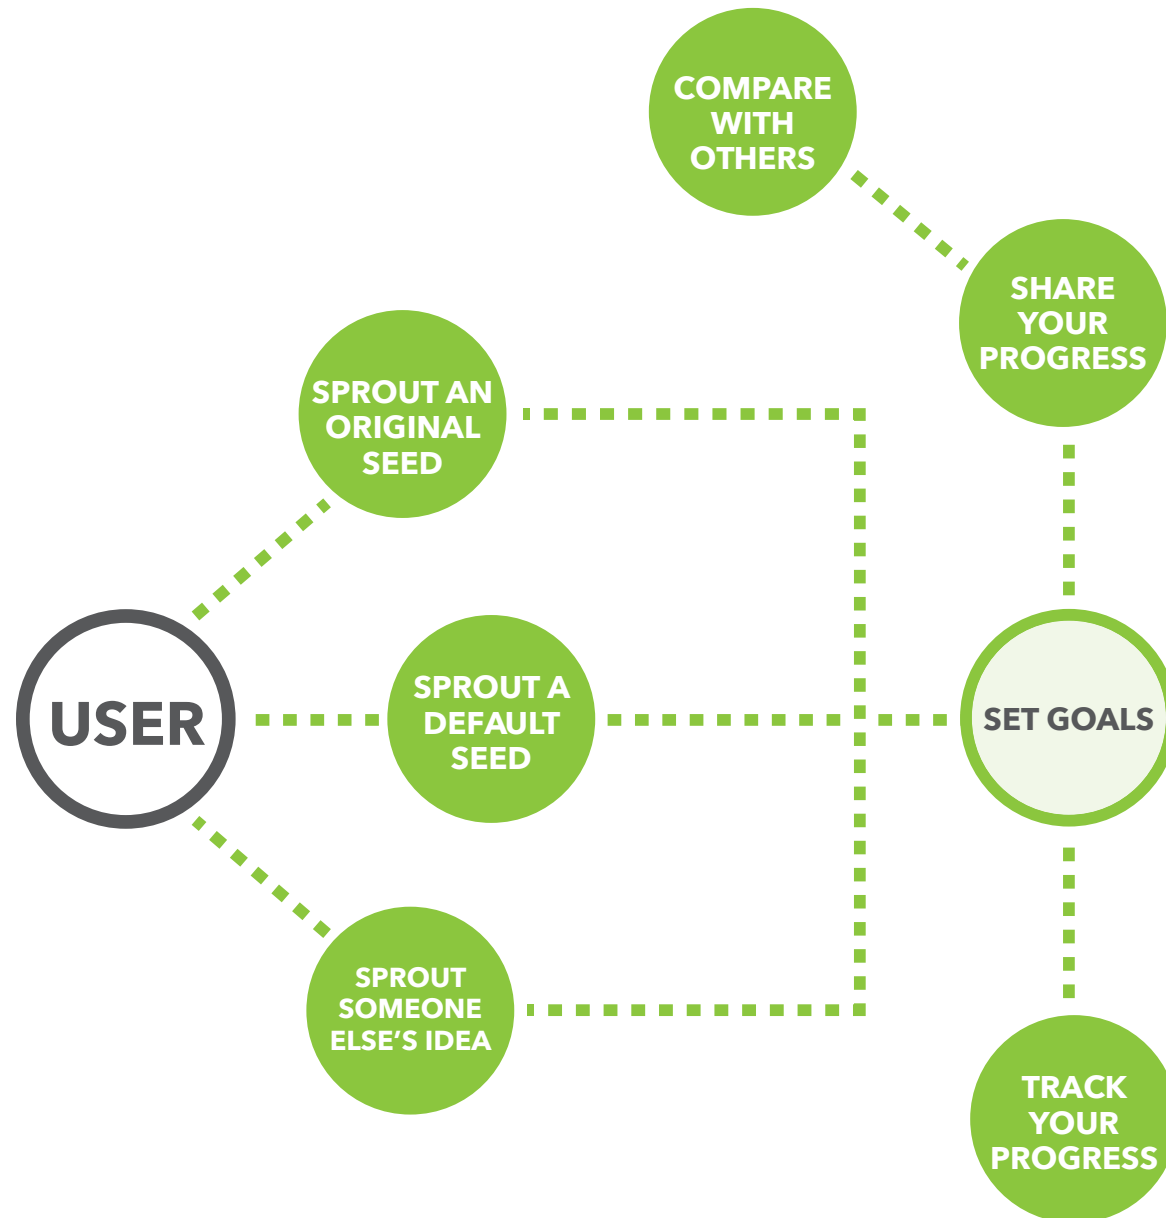 COMPARE
WITH
OTHERS
SHARE
YOUR
PROGRESS
SPROUT AN
ORIGINAL
SEED
USER
SPROUT A
DEFAULT
SEED
SET GOALS
SPROUT
SOMEONE
ELSE’S IDEA
TRACK
YOUR
PROGRESS